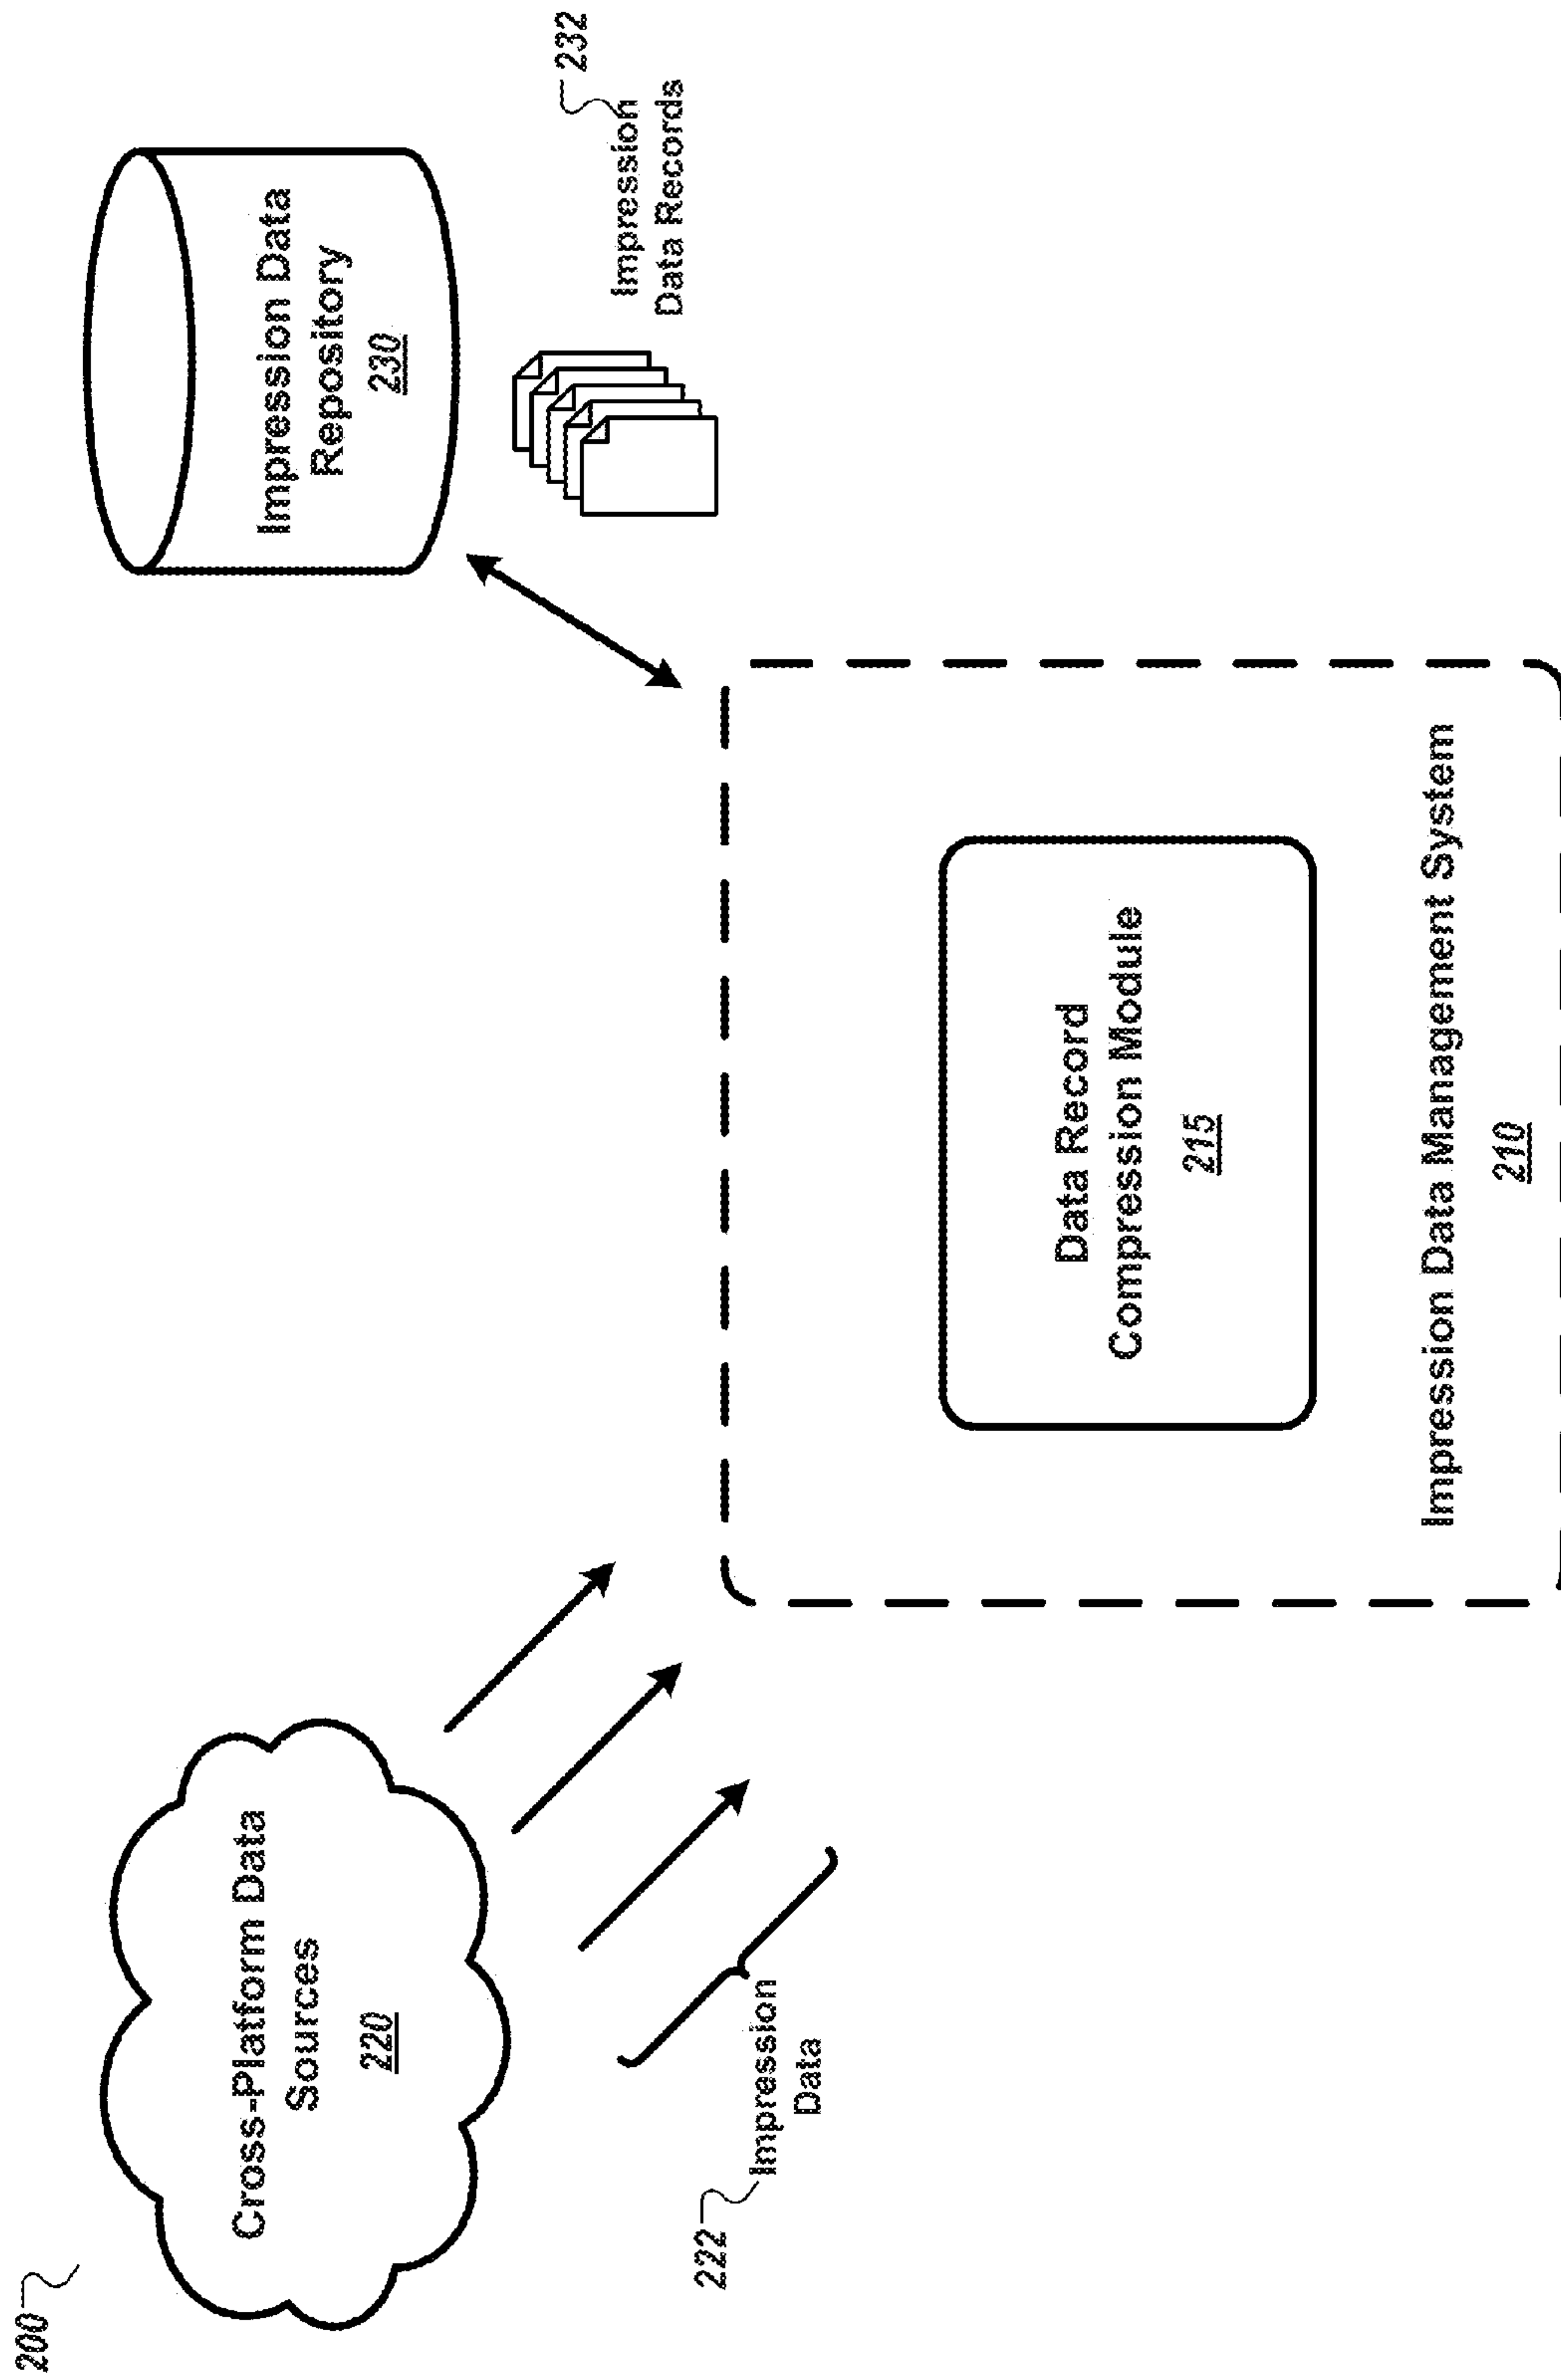 200
Cross-Platform Data
Sources
220
222
Impression
Data
Impression Data
Repository
230
232
Impression
Data Records
Data Record
Compression Module
215
Impression Data Management System
210